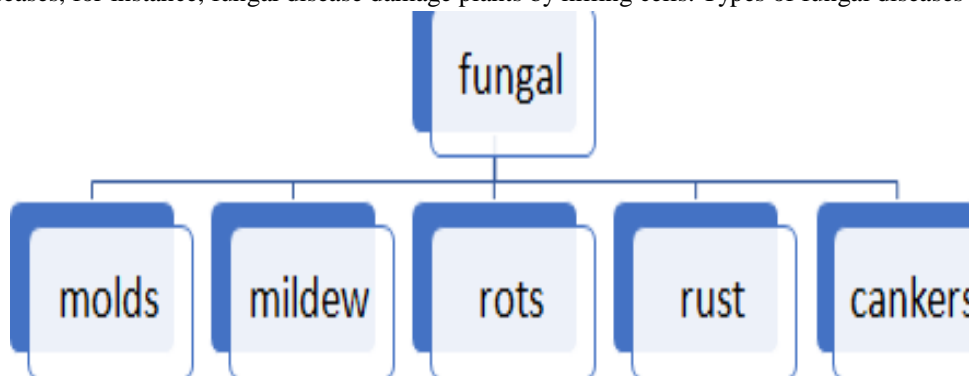 for instance, fungal disease damage plants by killing cells. Types of fungal diseases
fungal
molds mildew rots rust cankers